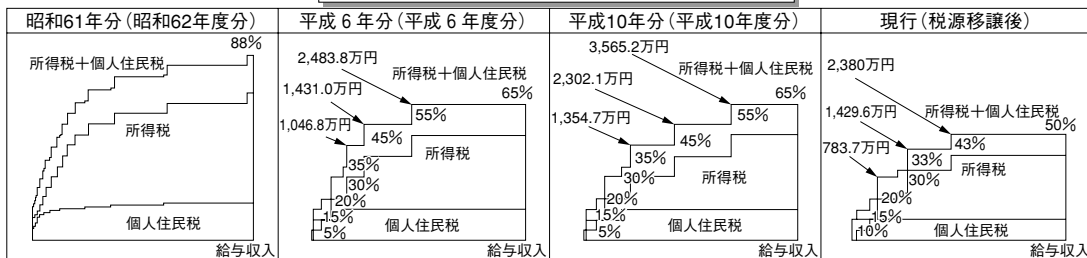 昭和61年分(昭和62年度分)
88%
所得税+個人住民税
所得税
個人住民税
給与収入
平成6年分(平成6年度分)
2,483.8万円
1,431.0万円
1,046.8万円
所得税+個人住民税
65%
55%
45%
所得税
35%
30%
20%
15%
5%
個人住民税
給与収入
平成10年分(平成10年度分)
3,565.2万円
2,302.1万円
1,354.7万円
所得税+個人住民税
65%
55%
45%
35%
30%
所得税
20%
15%
5%
個人住民税
給与収入
現行(税源移譲後)
2,380万円
1,429.6万円
783.7万円
所得税+個人住民税
50%
43%
33%
30%
所得税
20%
15%
10%
個人住民税
給与収入